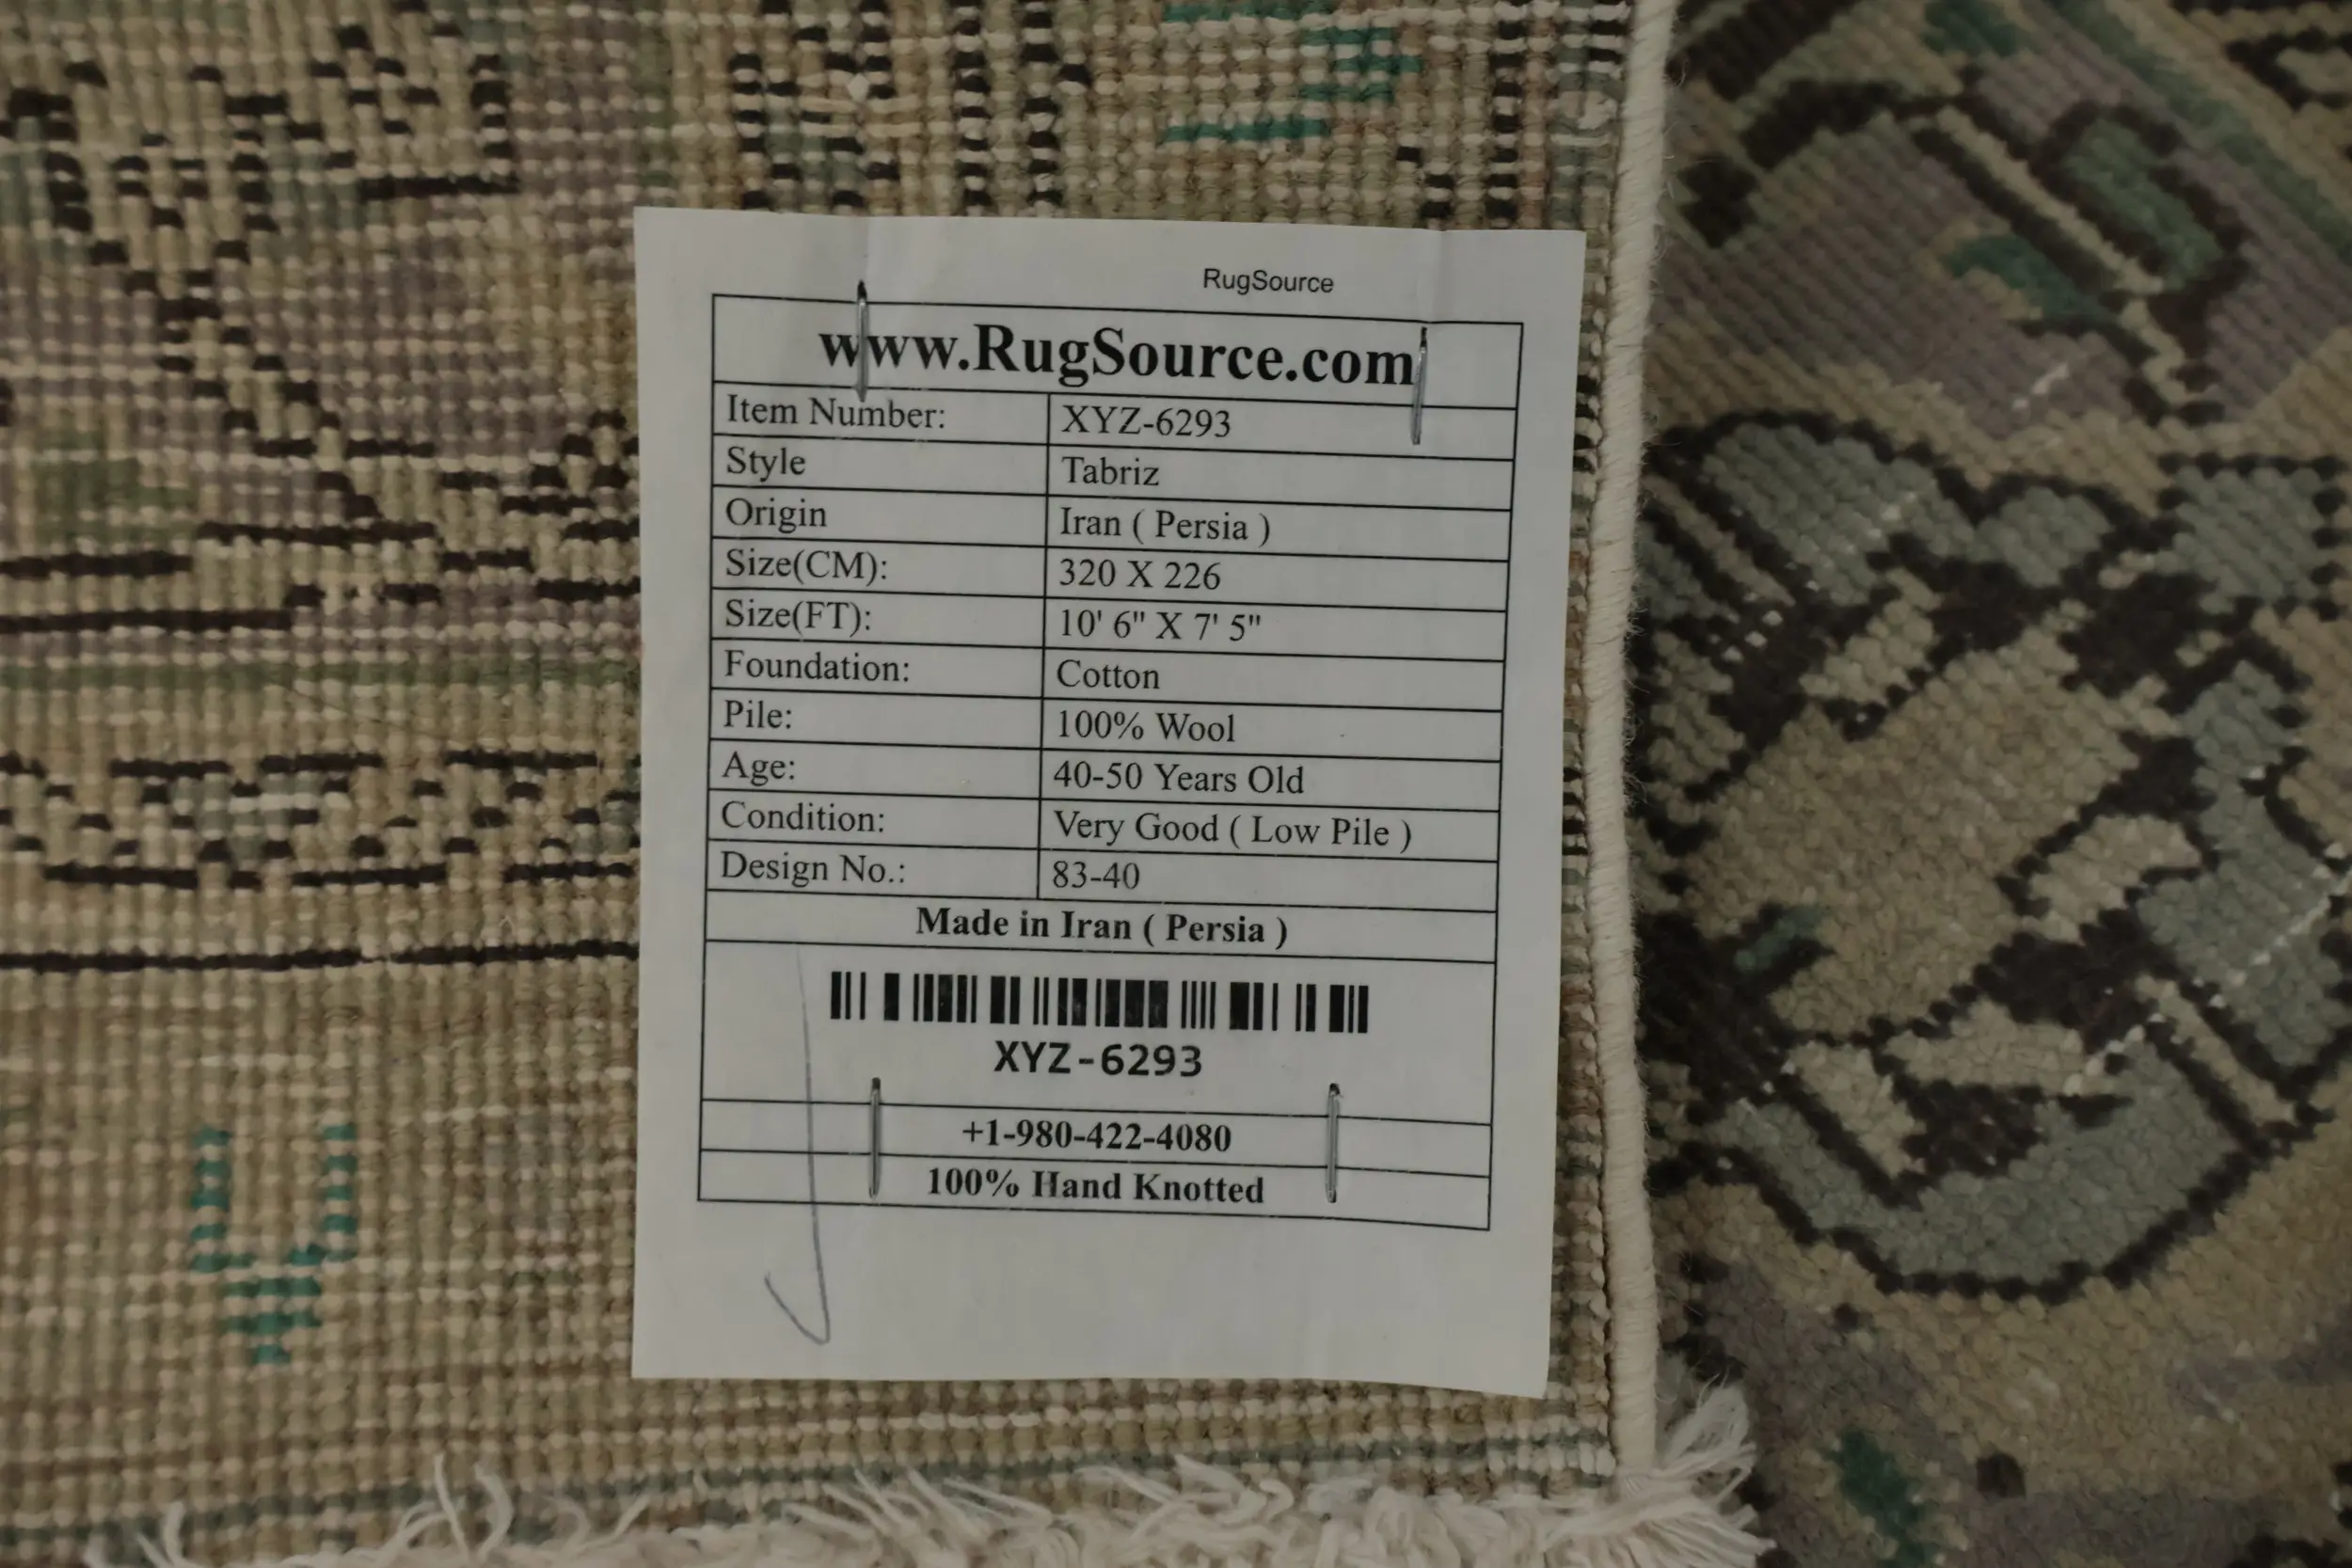 RugSource
www.RugSource.com
Item Number: XYZ-6293
Style Tabriz
Origin Iran ( Persia )
Size(CM): 320 X 226
Size(FT): 10' 6" X 7' 5"
Foundation: Cotton
Pile: 100% Wool
Age: 40-50 Years Old
Condition: Very Good ( Low Pile )
Design No.: 83-40
Made in Iran ( Persia )
XYZ-6293
+1-980-422-4080
100% Hand Knotted